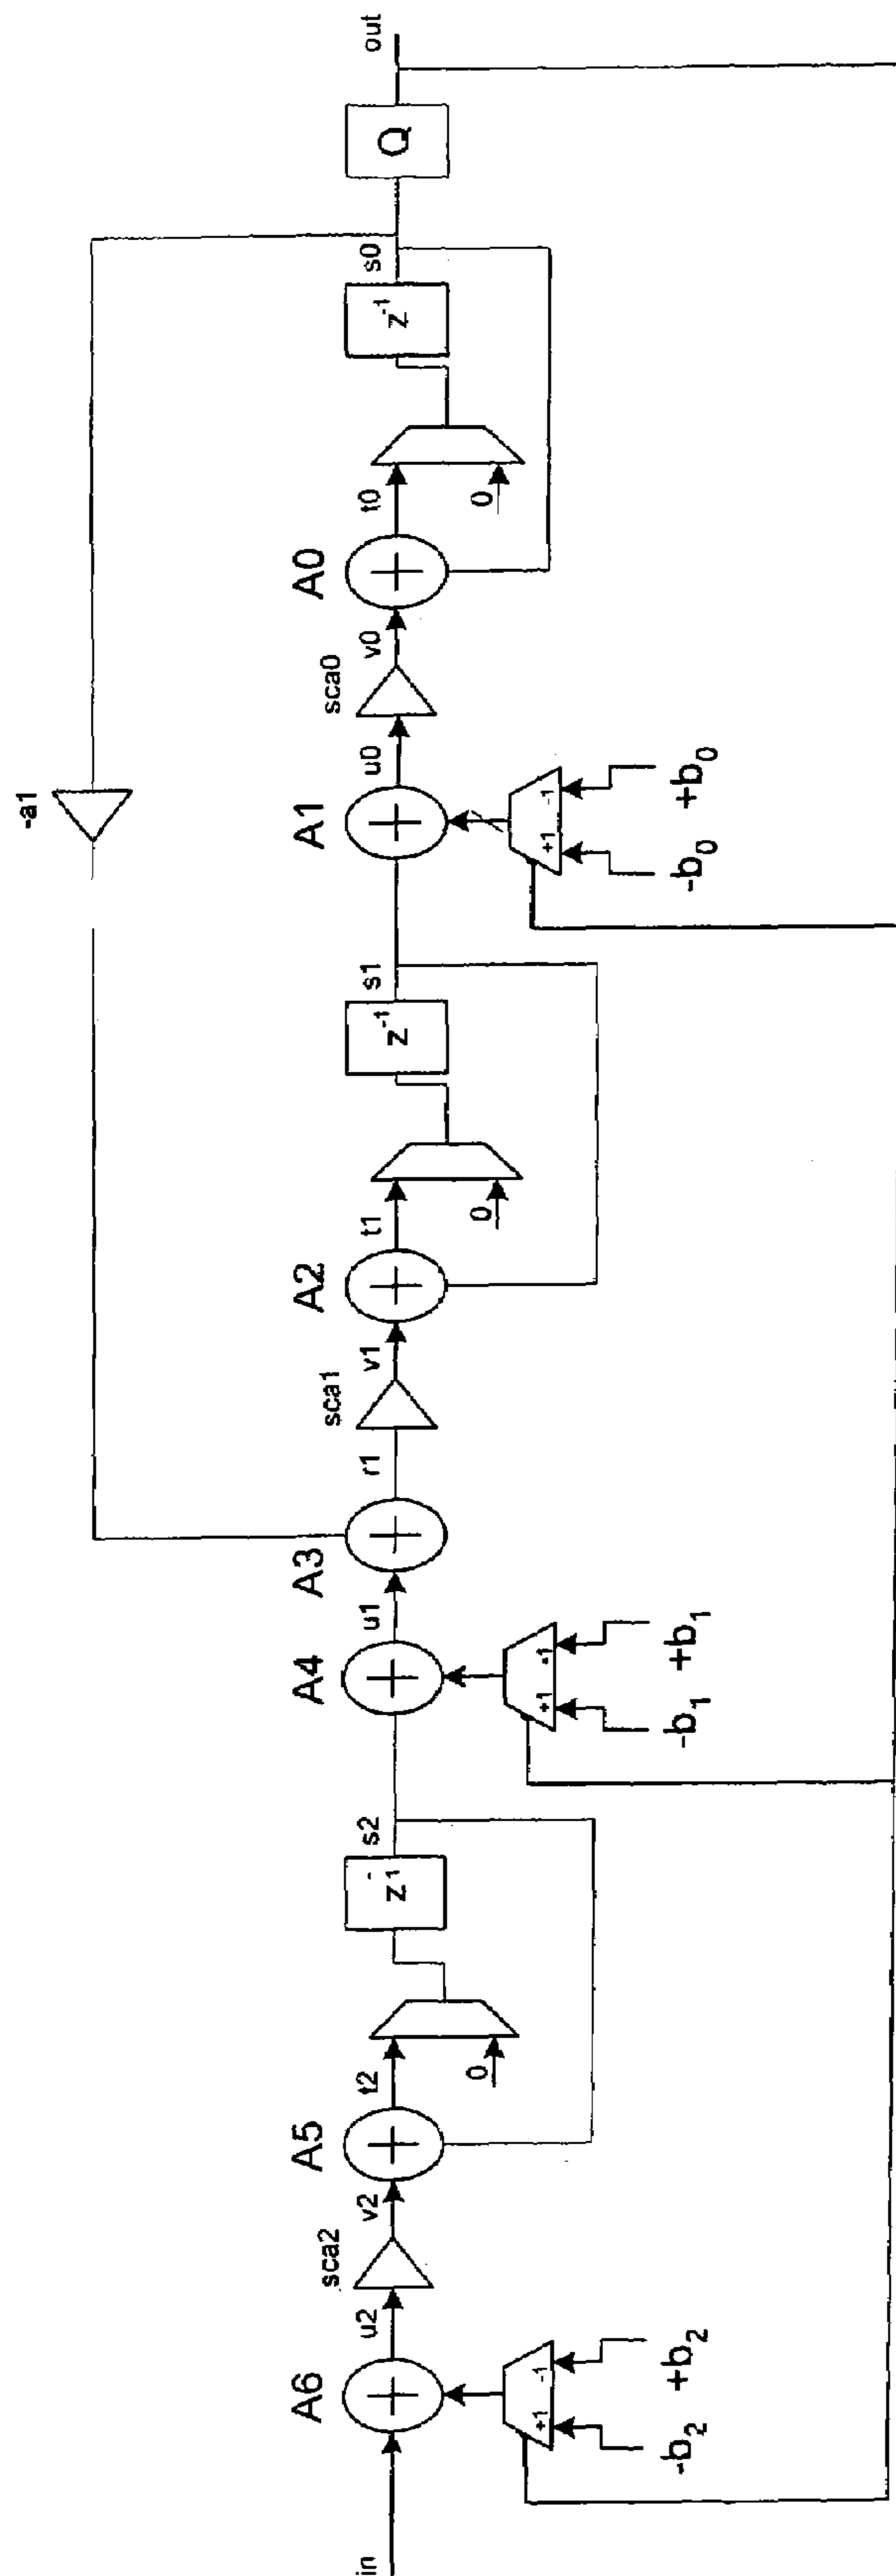 in
A6
u2
sca2
v2
A5
t2
0
z-1
s2
A4
u1
A3
r1
sca1
v1
A2
t1
0
z-1
s1
A1
u0
sca0
v0
A0
t0
0
z-1
s0
Q
out
-a1
+1 -1
-b2 +b2
+1 -1
-b1 +b1
+1 -1
-b0 +b0